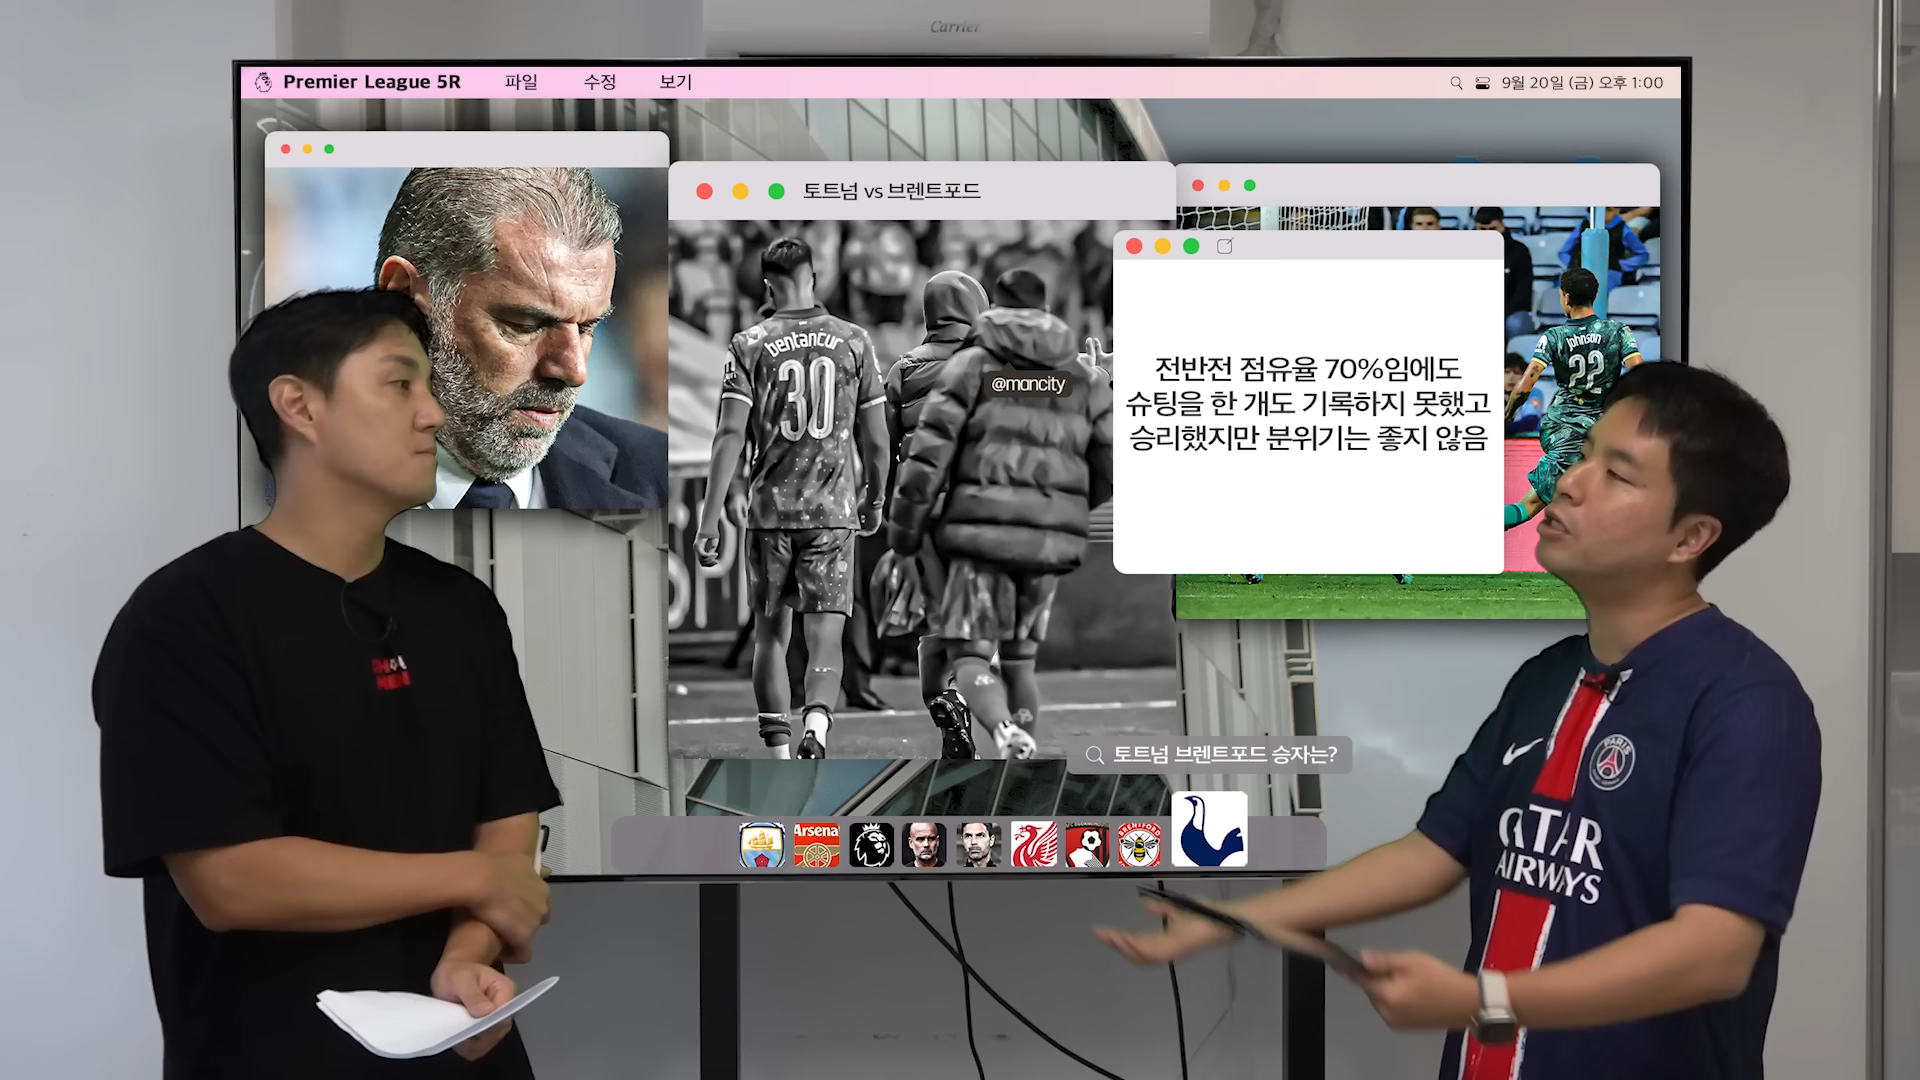 Carrier
Premier League 5R 파일 수정 보기
9월 20일 (금) 오후 1:00
토트넘 vs 브렌트포드
bentancur
30
@mancity
Johnson
22
전반전 점유율 70%임에도
슈팅을 한 개도 기록하지 못했고
승리했지만 분위기는 좋지 않음
토트넘 브렌트포드 승자는?
Arsenal
BRENTFORD
PARIS
QATAR
AIRWAYS